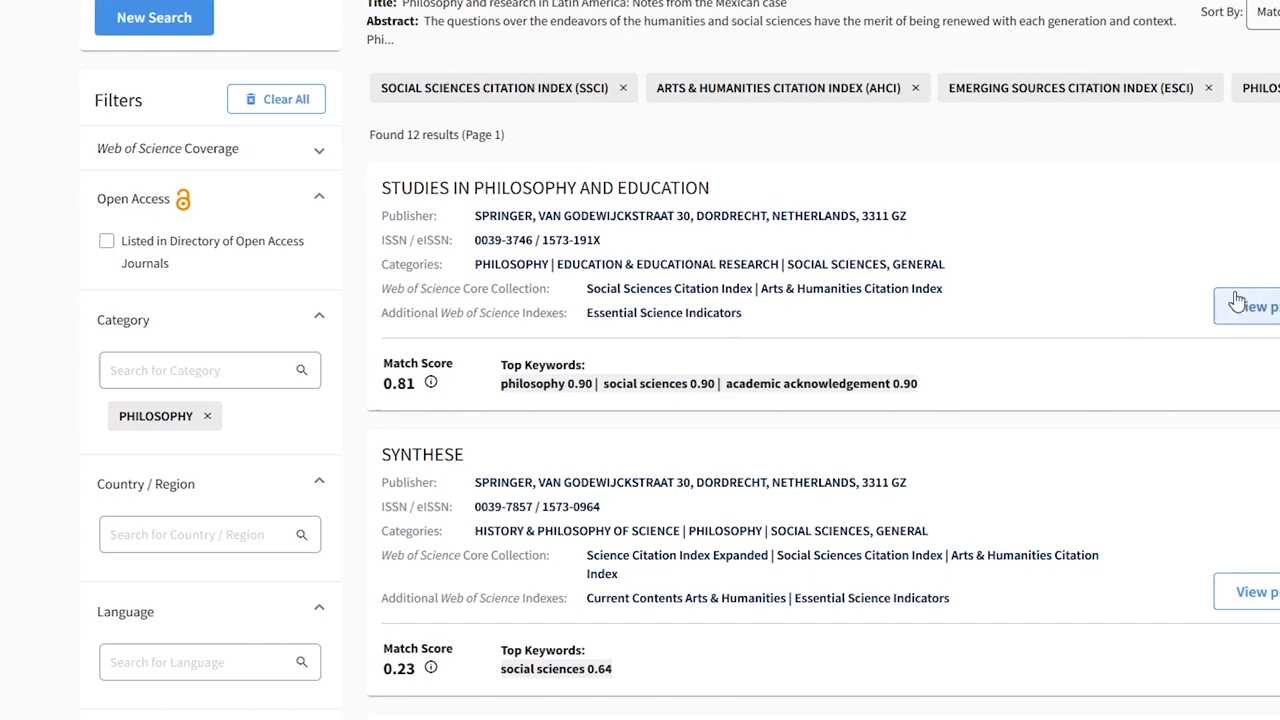 New Search
Title: Philosophy and research in Latin America: Notes from the Mexican case
Abstract: The questions over the endeavors of the humanities and social sciences have the merit of being renewed with each generation and context.
Phi...
Sort By:
Filters
Clear All
SOCIAL SCIENCES CITATION INDEX (SSCI) ×
ARTS & HUMANITIES CITATION INDEX (AHCI) ×
EMERGING SOURCES CITATION INDEX (ESCI) ×
Web of Science Coverage
Open Access
Listed in Directory of Open Access
Journals
Category
Search for Category
PHILOSOPHY ×
Country / Region
Search for Country / Region
Language
Search for Language
Found 12 results (Page 1)
STUDIES IN PHILOSOPHY AND EDUCATION
Publisher: SPRINGER, VAN GODEWIJCKSTRAAT 30, DORDRECHT, NETHERLANDS, 3311 GZ
ISSN / eISSN: 0039-3746 / 1573-191X
Categories: PHILOSOPHY | EDUCATION & EDUCATIONAL RESEARCH | SOCIAL SCIENCES, GENERAL
Web of Science Core Collection: Social Sciences Citation Index | Arts & Humanities Citation Index
Additional Web of Science Indexes: Essential Science Indicators
Match Score
0.81
Top Keywords:
philosophy 0.90 | social sciences 0.90 | academic acknowledgement 0.90
SYNTHESE
Publisher: SPRINGER, VAN GODEWIJCKSTRAAT 30, DORDRECHT, NETHERLANDS, 3311 GZ
ISSN / eISSN: 0039-7857 / 1573-0964
Categories: HISTORY & PHILOSOPHY OF SCIENCE | PHILOSOPHY | SOCIAL SCIENCES, GENERAL
Web of Science Core Collection: Science Citation Index Expanded | Social Sciences Citation Index | Arts & Humanities Citation
Index
Additional Web of Science Indexes: Current Contents Arts & Humanities | Essential Science Indicators
View
Match Score
0.23
Top Keywords:
social sciences 0.64